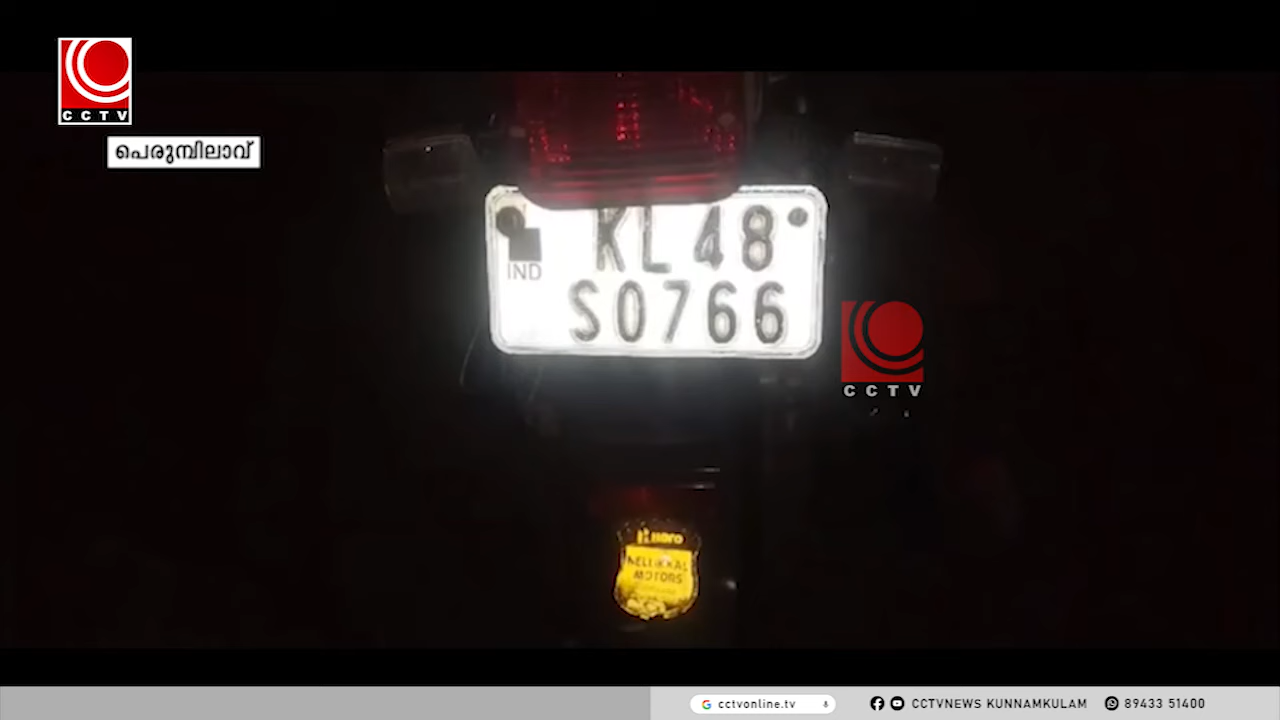 CCTV
പെരുമ്പിലാവ്
KL 48
IND
S0766
CCTV
Hero
MOTORS
cctvonline.tv
CCTVNEWS KUNNAMKULAM
89433 51400